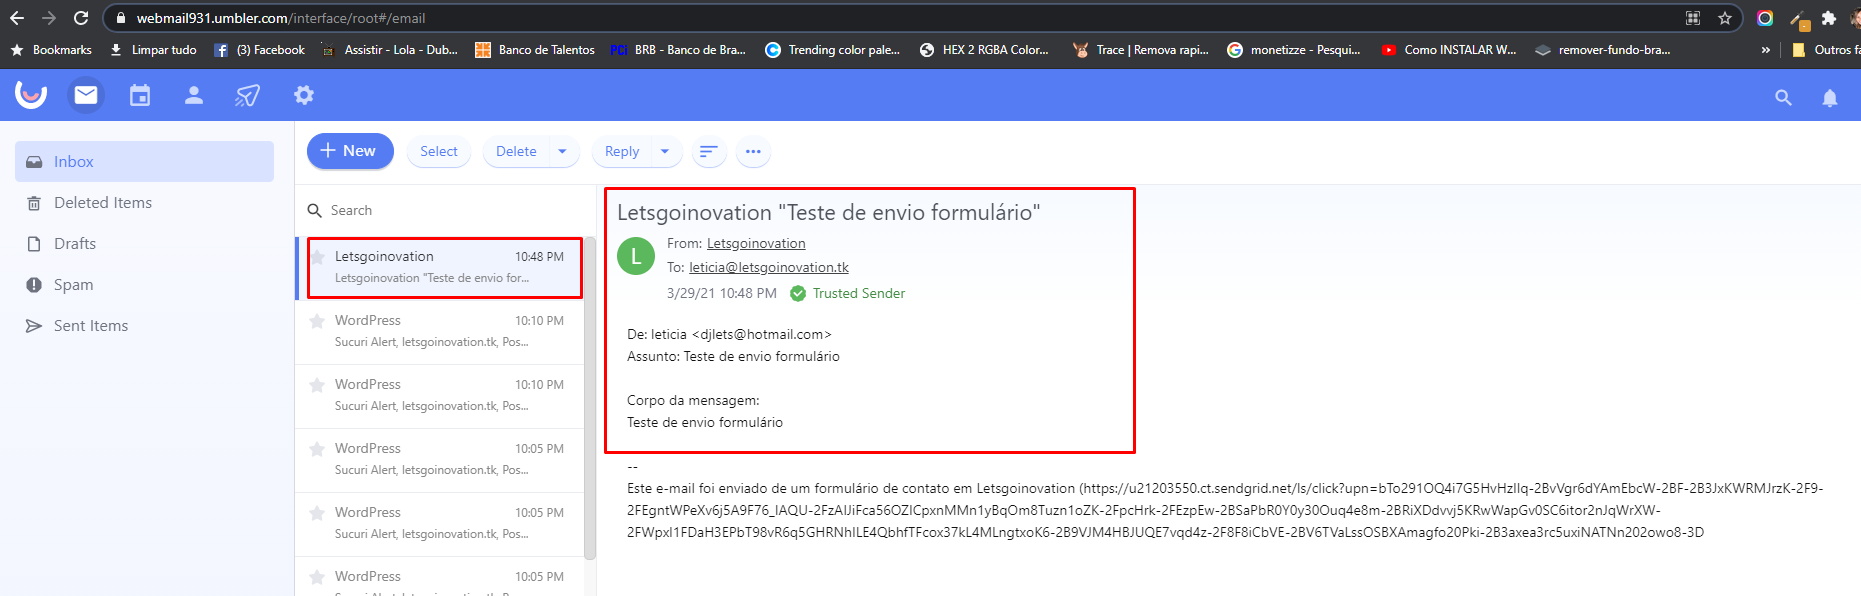 webmail931.umbler.com/interface/root#/email
Bookmarks Limpar tudo (3) Facebook Assistir - Lola - Dub... Banco de Talentos PCI BRB - Banco de Bra... Trending color pale... HEX 2 RGBA Color... Trace | Remova rapi... monetizze - Pesqui... Como INSTALAR W... remover-fundo-bra... » Outros fa
Inbox
Deleted Items
Drafts
Spam
Sent Items
New Select Delete Reply
Search
Letsgoinovation 10:48 PM
Letsgoinovation "Teste de envio for...
WordPress 10:10 PM
Sucuri Alert, letsgoinovation.tk, Pos...
WordPress 10:10 PM
Sucuri Alert, letsgoinovation.tk, Pos...
WordPress 10:05 PM
Sucuri Alert, letsgoinovation.tk, Pos...
WordPress 10:05 PM
Sucuri Alert, letsgoinovation.tk, Pos...
WordPress 10:05 PM
Letsgoinovation "Teste de envio formulário"
L
From: Letsgoinovation
To: leticia@letsgoinovation.tk
3/29/21 10:48 PM Trusted Sender
De: leticia <djlets@hotmail.com>
Assunto: Teste de envio formulário
Corpo da mensagem:
Teste de envio formulário
--
Este e-mail foi enviado de um formulário de contato em Letsgoinovation (https://u21203550.ct.sendgrid.net/ls/click?upn=bTo291OQ4i7G5HvHzlIq-2BvVgr6dYAmEbcW-2BF-2B3JxKWRMJrzK-2F9-
2FEgntWPeXv6j5A9F76_IAQU-2FzAIJiFca56OZICpxnMMn1yBqOm8Tuzn1oZK-2FpcHrk-2FEzpEw-2BSaPbR0Y0y30Ouq4e8m-2BRiXDdvvj5KRwWapGv0SC6itor2nJqWrXW-
2FWpxI1FDaH3EPbT98vR6q5GHRNhILE4QbhfTFcox37kL4MLngtxoK6-2B9VJM4HBJUQE7vqd4z-2F8F8iCbVE-2BV6TVaLssOSBXAmagfo20Pki-2B3axea3rc5uxiNATNn202owo8-3D